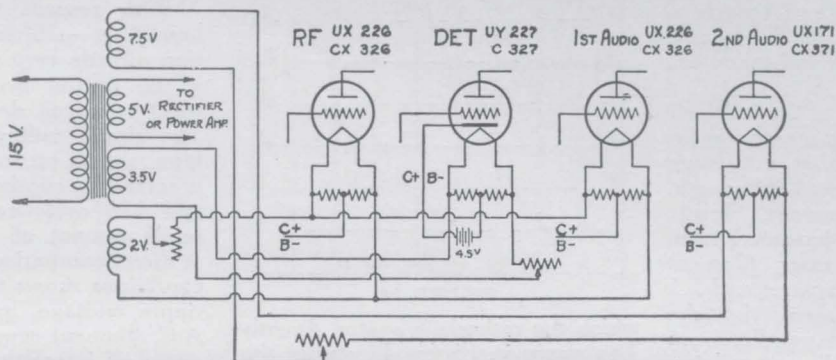 7.5V
RF UX 226
CX 326
DET UY 227
C 327
1ST AUDIO UX 226
CX 326
2ND AUDIO UX171
CX371
115 V.
5 V.
TO
RECTIFIER
OR POWER AMP.
3.5V
2V.
C+
B-
C+ B-
4.5V
C+
B-
C+
B-